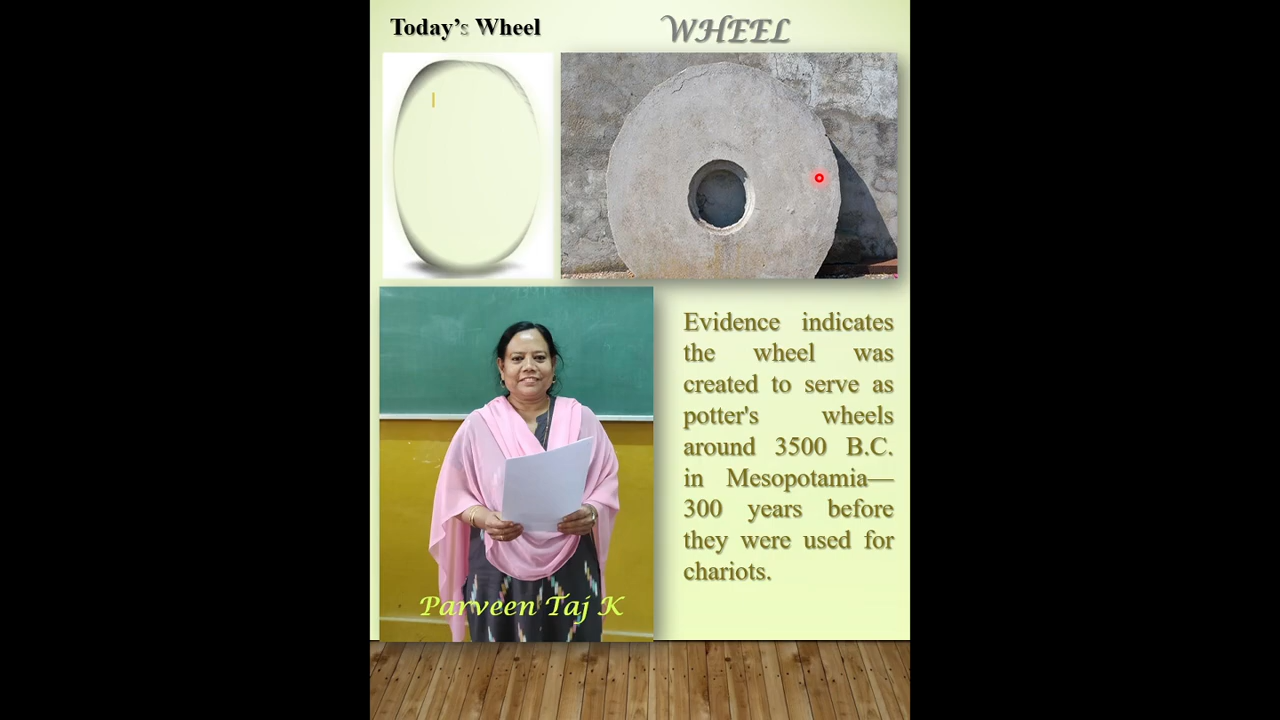 Today's Wheel
WHEEL
Evidence indicates
the wheel was
created to serve as
potter's wheels
around 3500 B.C.
in Mesopotamia—
300 years before
they were used for
chariots.
Parveen Taj K